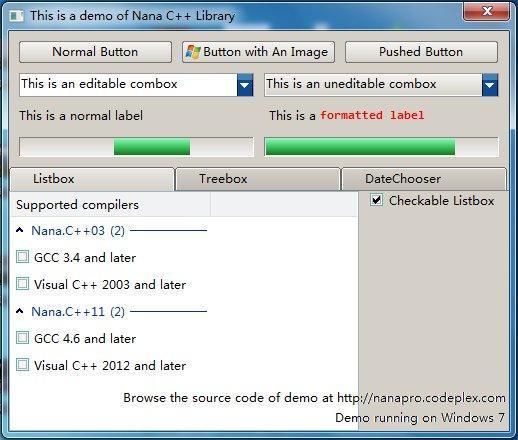 This is a demo of Nana C++ Library
Normal Button
Button with An Image
Pushed Button
This is an editable combox
This is an uneditable combox
This is a normal label
This is a formatted label
Listbox
Treebox
DateChooser
Supported compilers
Checkable Listbox
Nana.C++03 (2)
GCC 3.4 and later
Visual C++ 2003 and later
Nana.C++11 (2)
GCC 4.6 and later
Visual C++ 2012 and later
Browse the source code of demo at http://nanapro.codeplex.com
Demo running on Windows 7